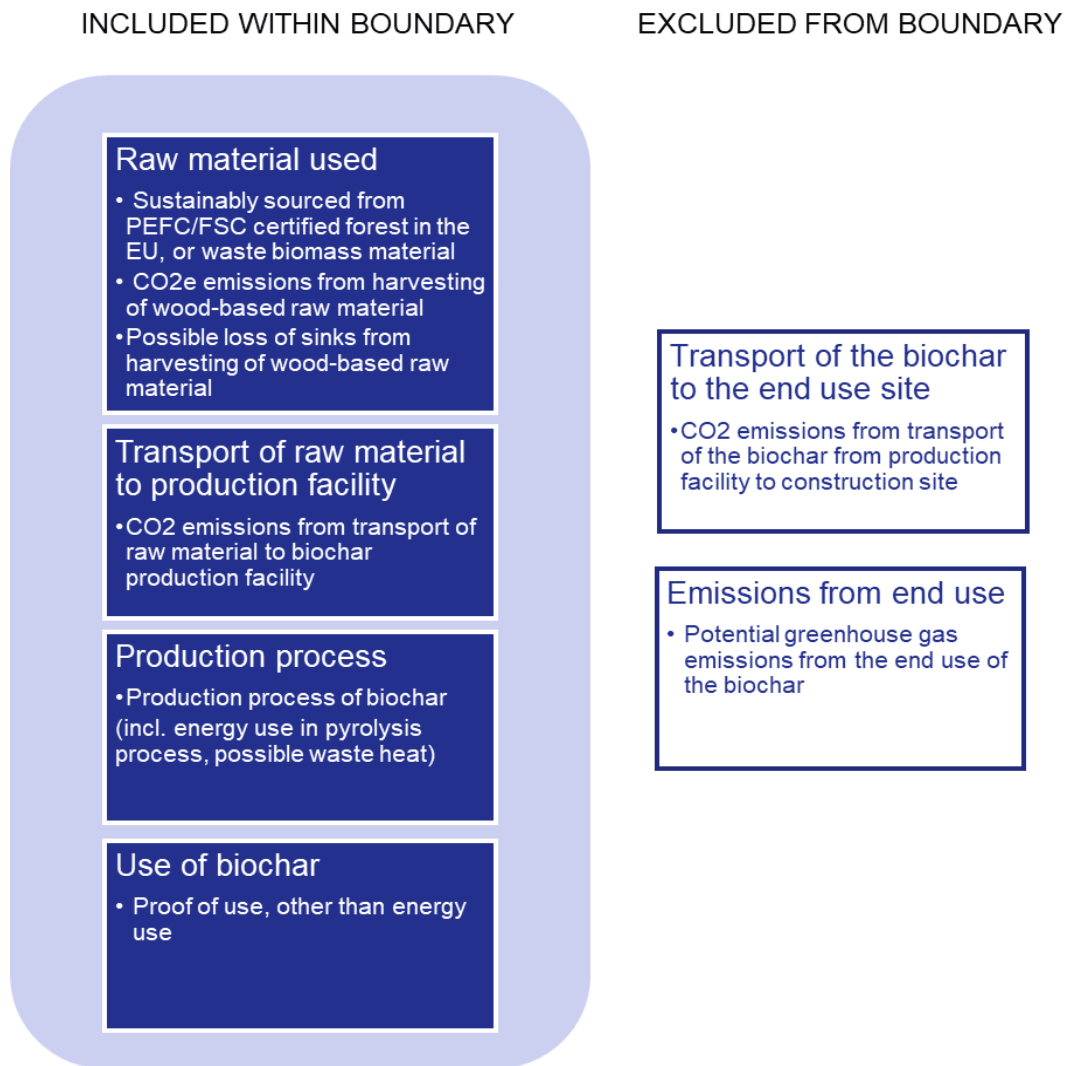 INCLUDED WITHIN BOUNDARY
EXCLUDED FROM BOUNDARY
Raw material used
• Sustainably sourced from
PEFC/FSC certified forest in the
EU, or waste biomass material
• CO2e emissions from harvesting
of wood-based raw material
•Possible loss of sinks from
harvesting of wood-based raw
material
Transport of raw material
to production facility
•CO2 emissions from transport of
raw material to biochar
production facility
Production process
•Production process of biochar
(incl. energy use in pyrolysis
process, possible waste heat)
Use of biochar
• Proof of use, other than energy
use
Transport of the biochar
to the end use site
•CO2 emissions from transport
of the biochar from production
facility to construction site
Emissions from end use
• Potential greenhouse gas
emissions from the end use of
the biochar